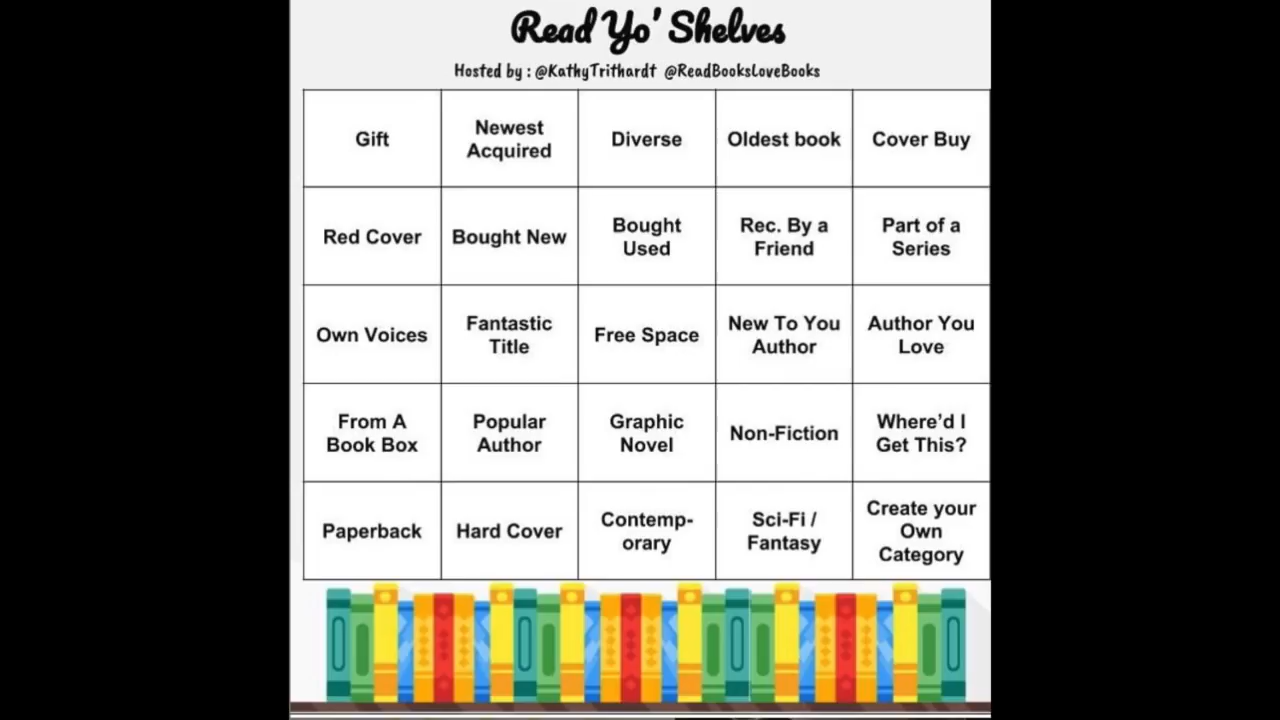 Read Yo' Shelves
Hosted by : @KathyTrithardt @ReadBooksLoveBooks
Gift
Newest
Acquired
Diverse
Oldest book
Cover Buy
Red Cover
Bought New
Bought
Used
Rec. By a
Friend
Part of a
Series
Own Voices
Fantastic
Title
Free Space
New To You
Author
Author You
Love
From A
Book Box
Popular
Author
Graphic
Novel
Non-Fiction
Where'd I
Get This?
Paperback
Hard Cover
Contemp-
orary
Sci-Fi /
Fantasy
Create your
Own
Category